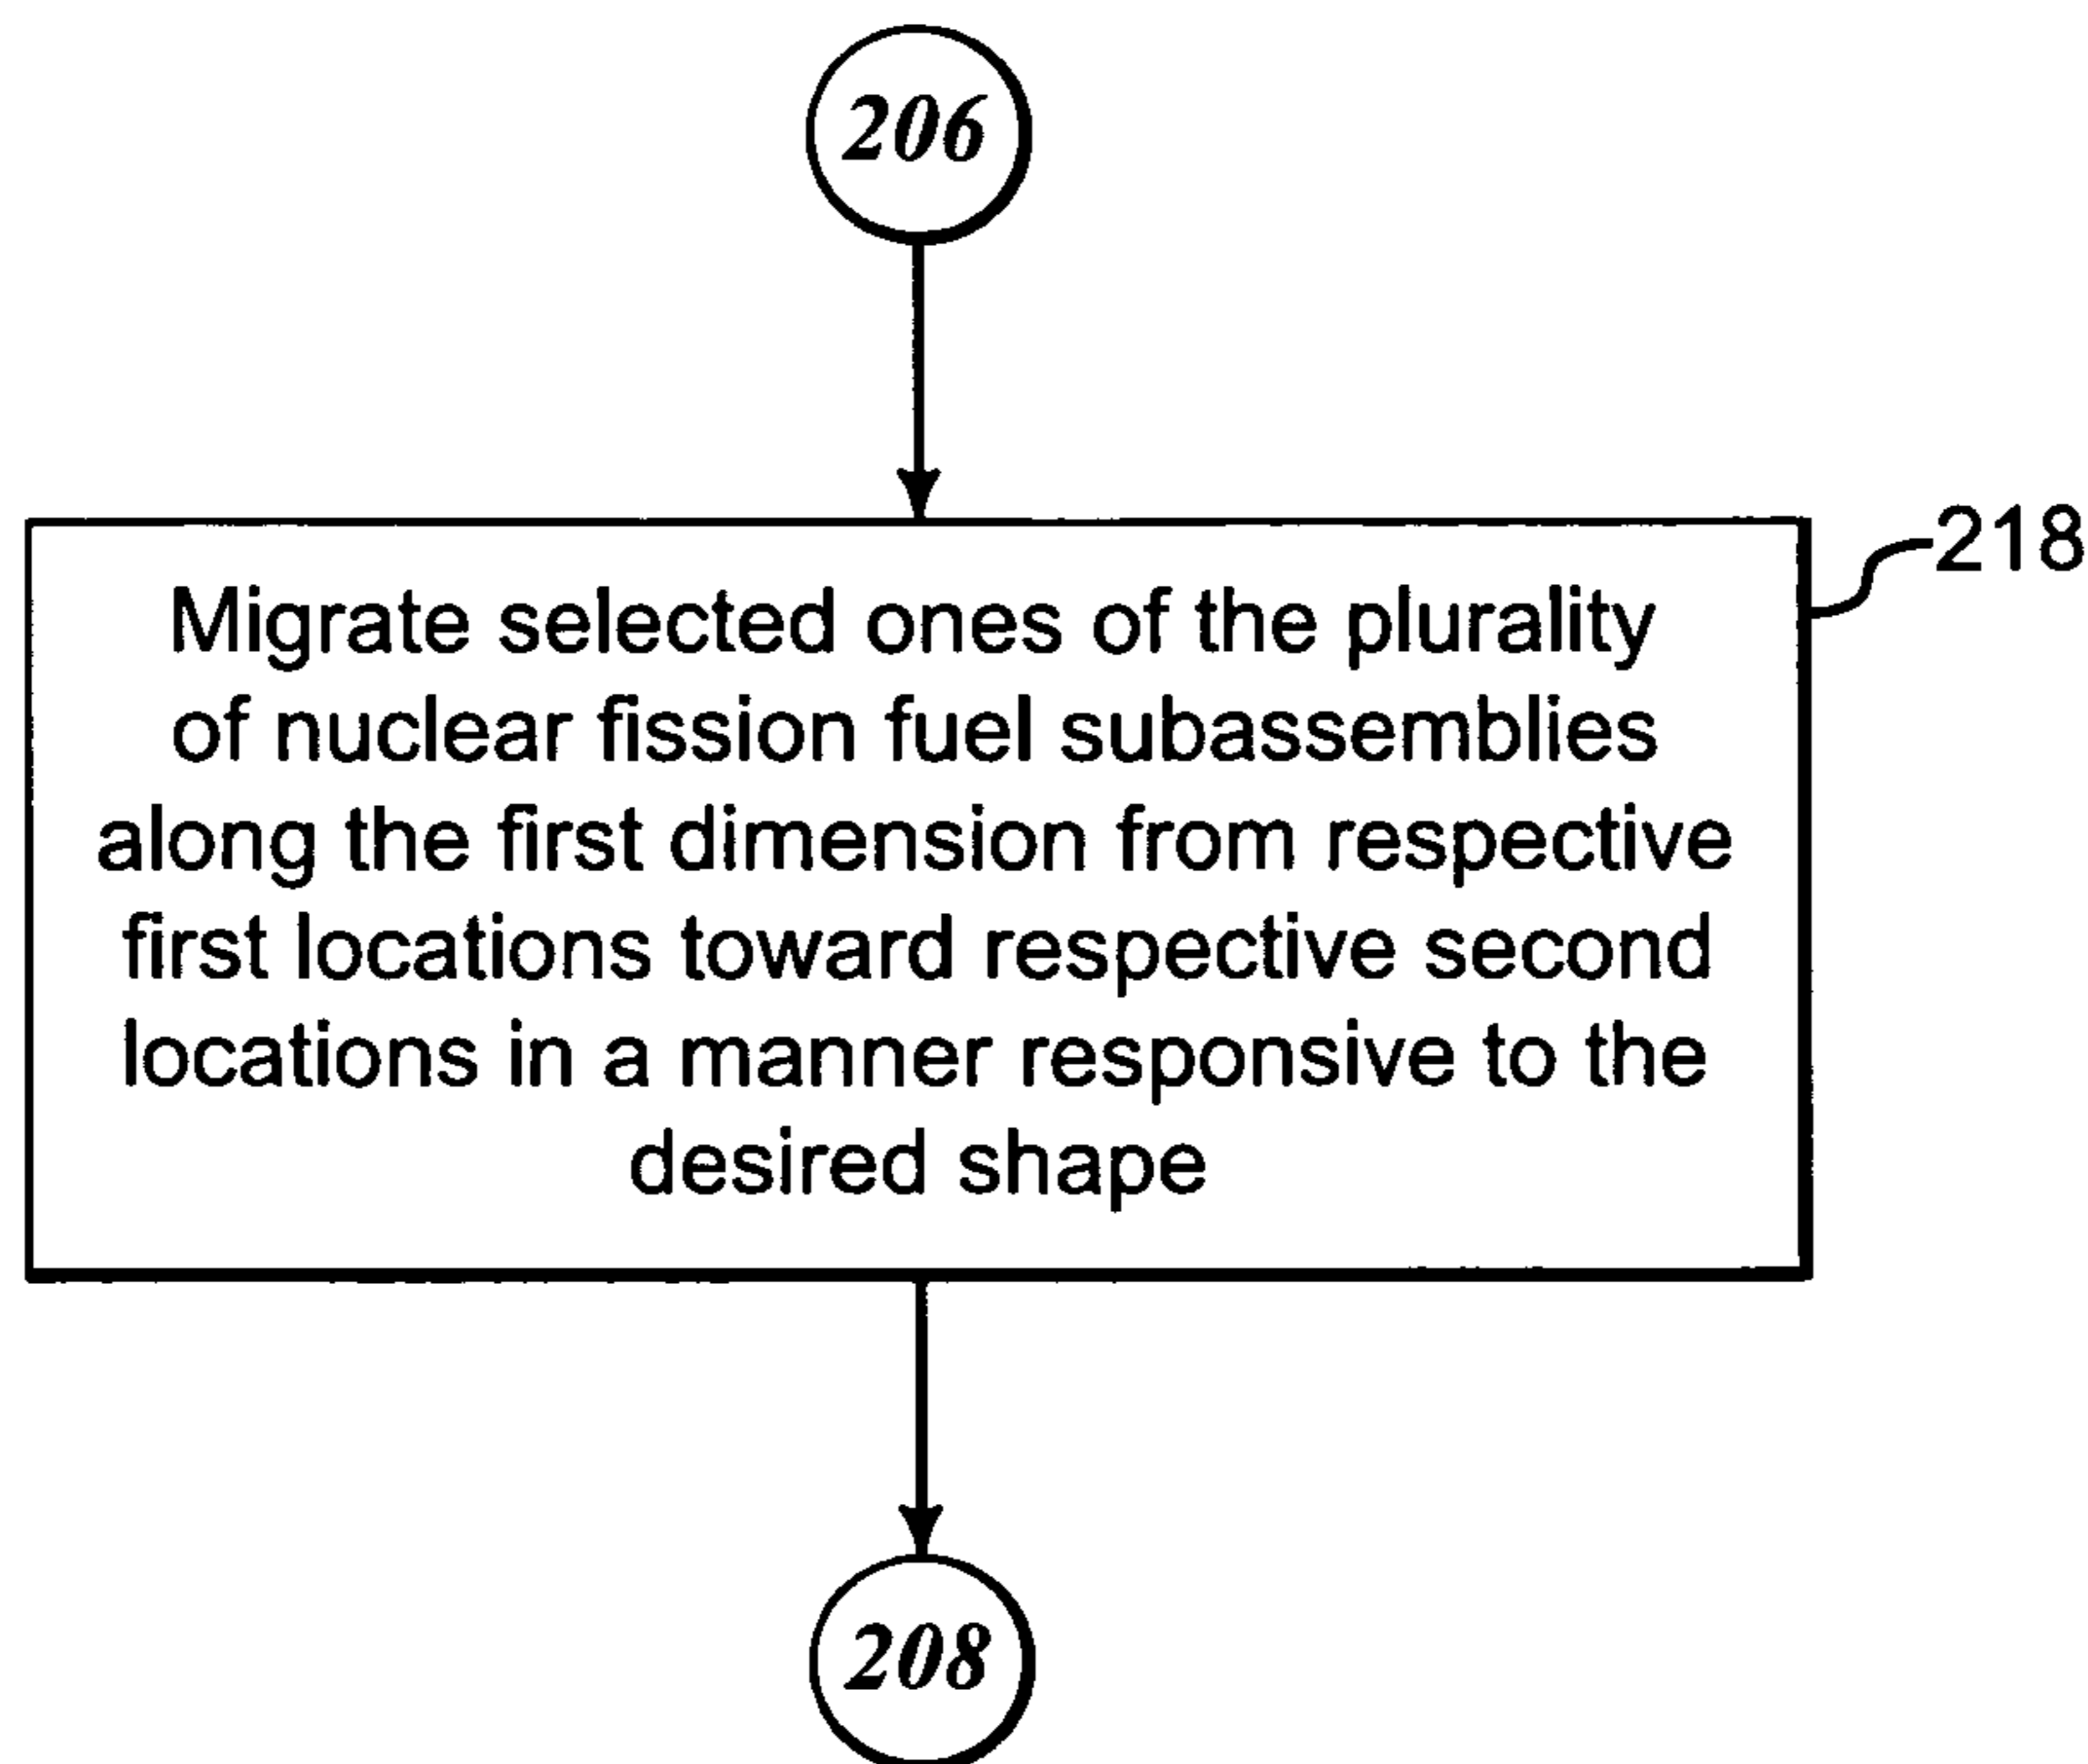 206
218
Migrate selected ones of the plurality
of nuclear fission fuel subassemblies
along the first dimension from respective
first locations toward respective second
locations in a manner responsive to the
desired shape
208